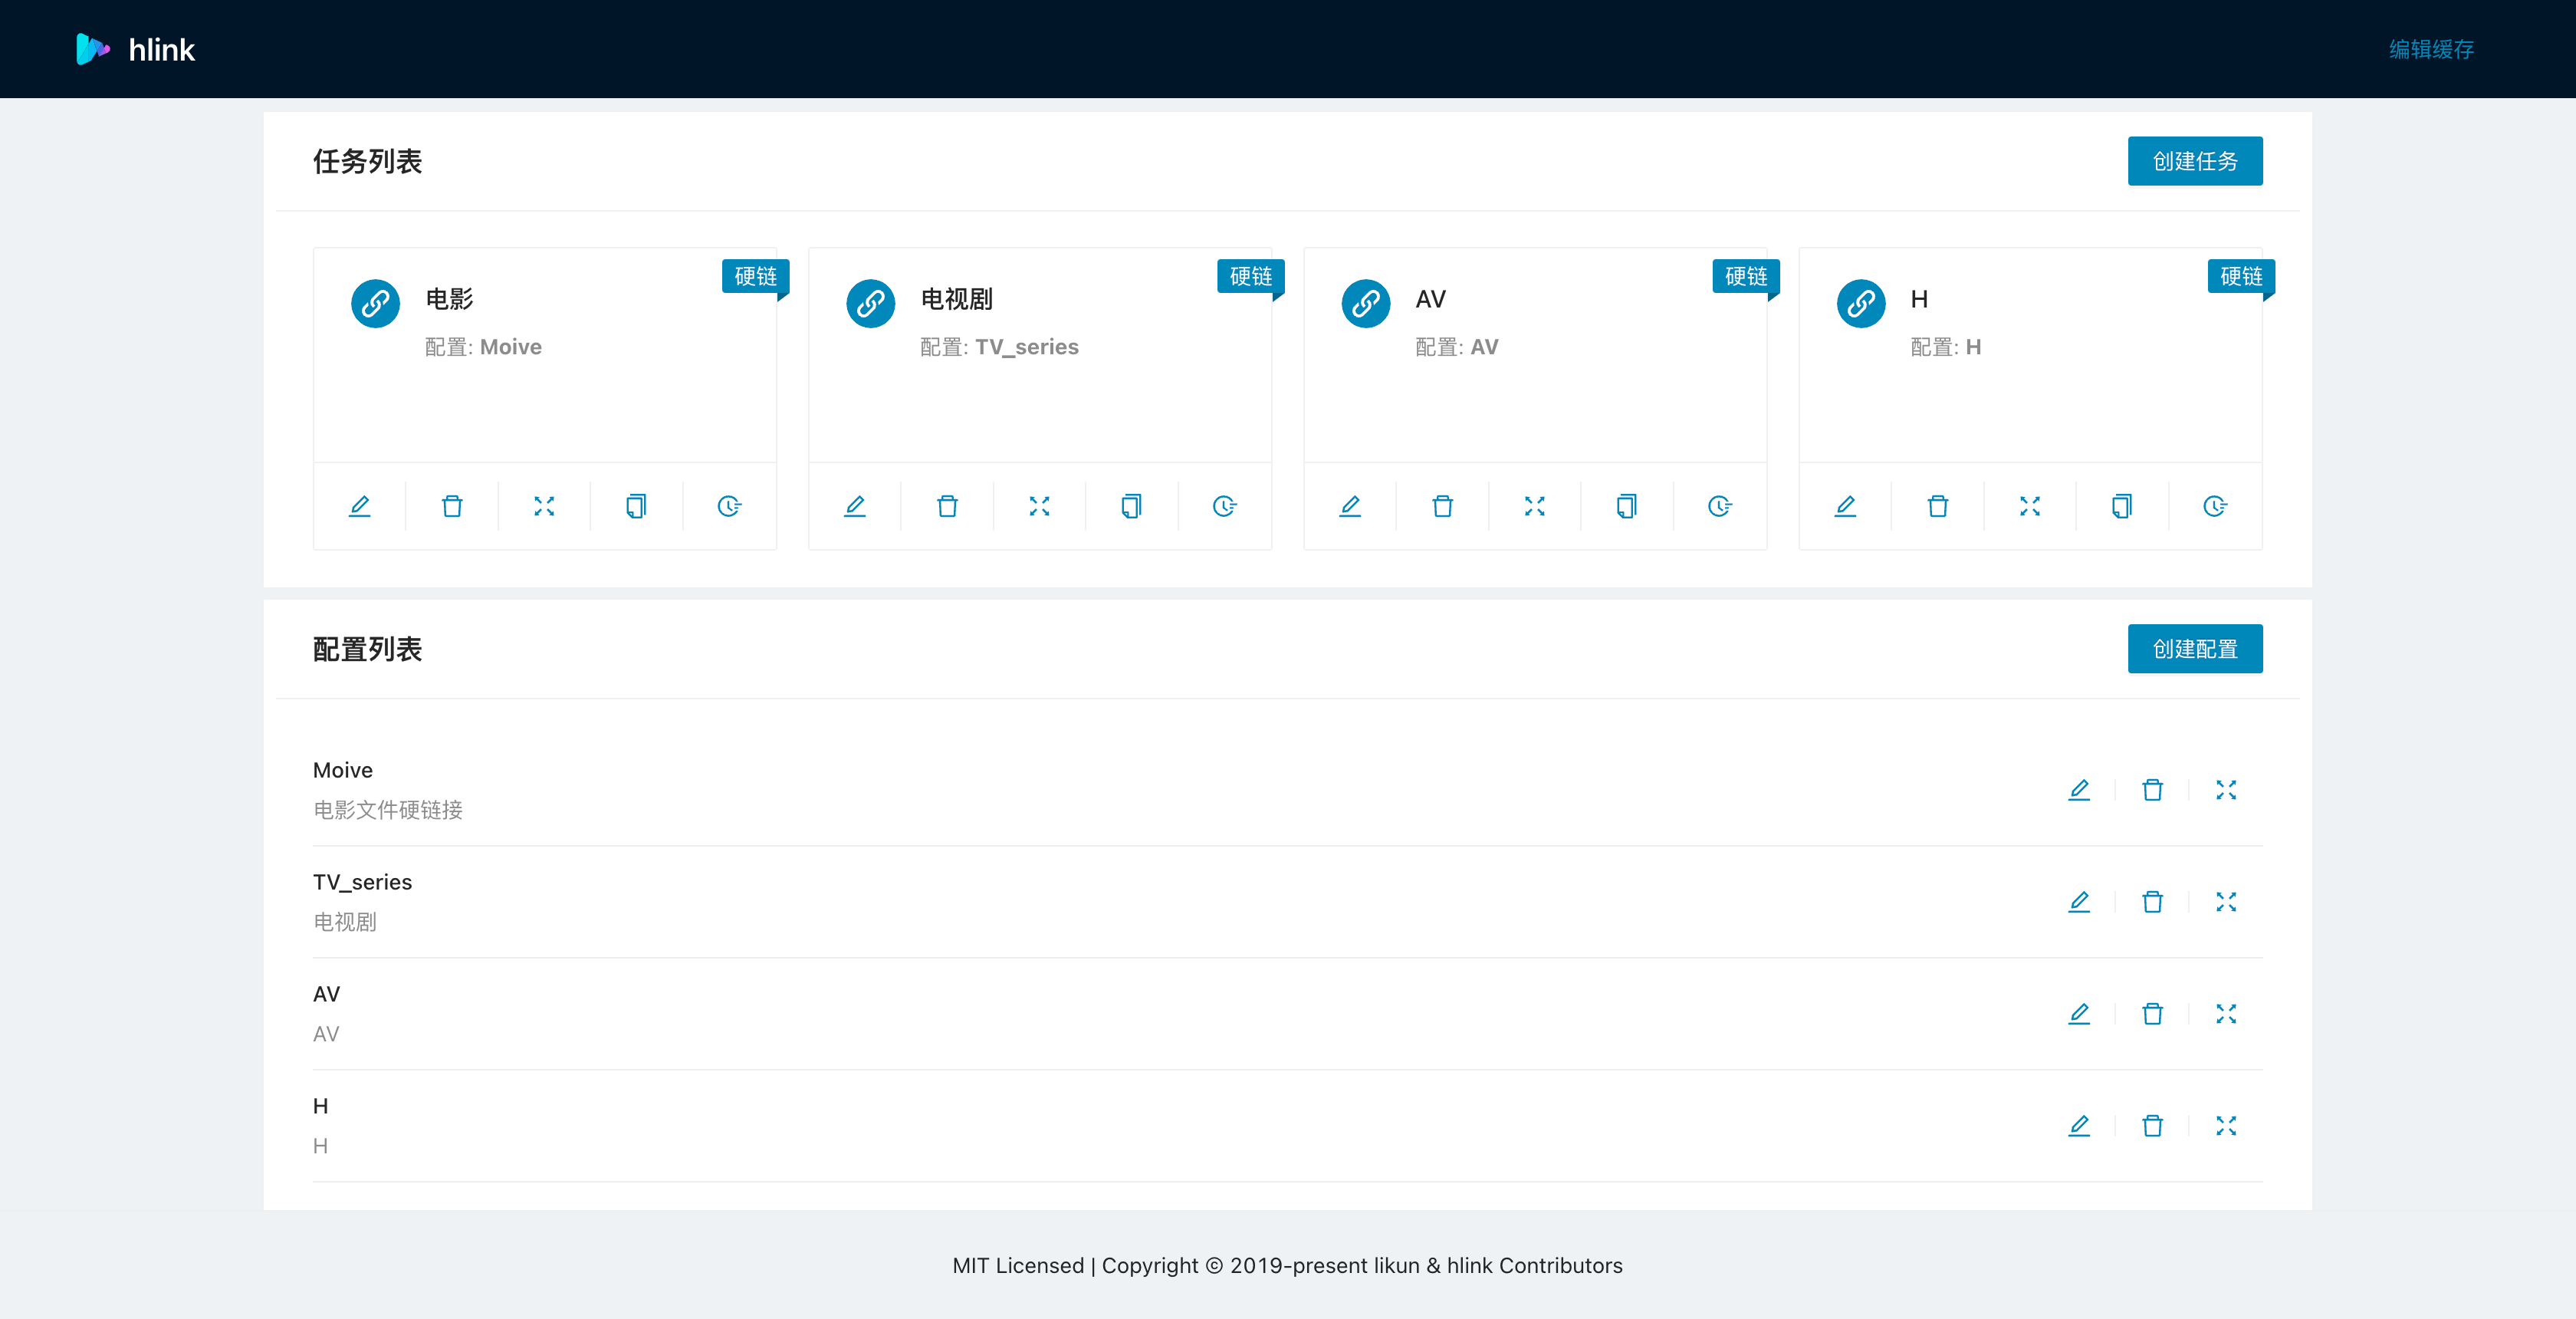 hlink
编辑缓存
任务列表
创建任务
硬链
电影
配置: Moive
硬链
电视剧
配置: TV_series
硬链
AV
配置: AV
硬链
H
配置: H
配置列表
创建配置
Moive
电影文件硬链接
TV_series
电视剧
AV
AV
H
H
MIT Licensed | Copyright © 2019-present likun & hlink Contributors